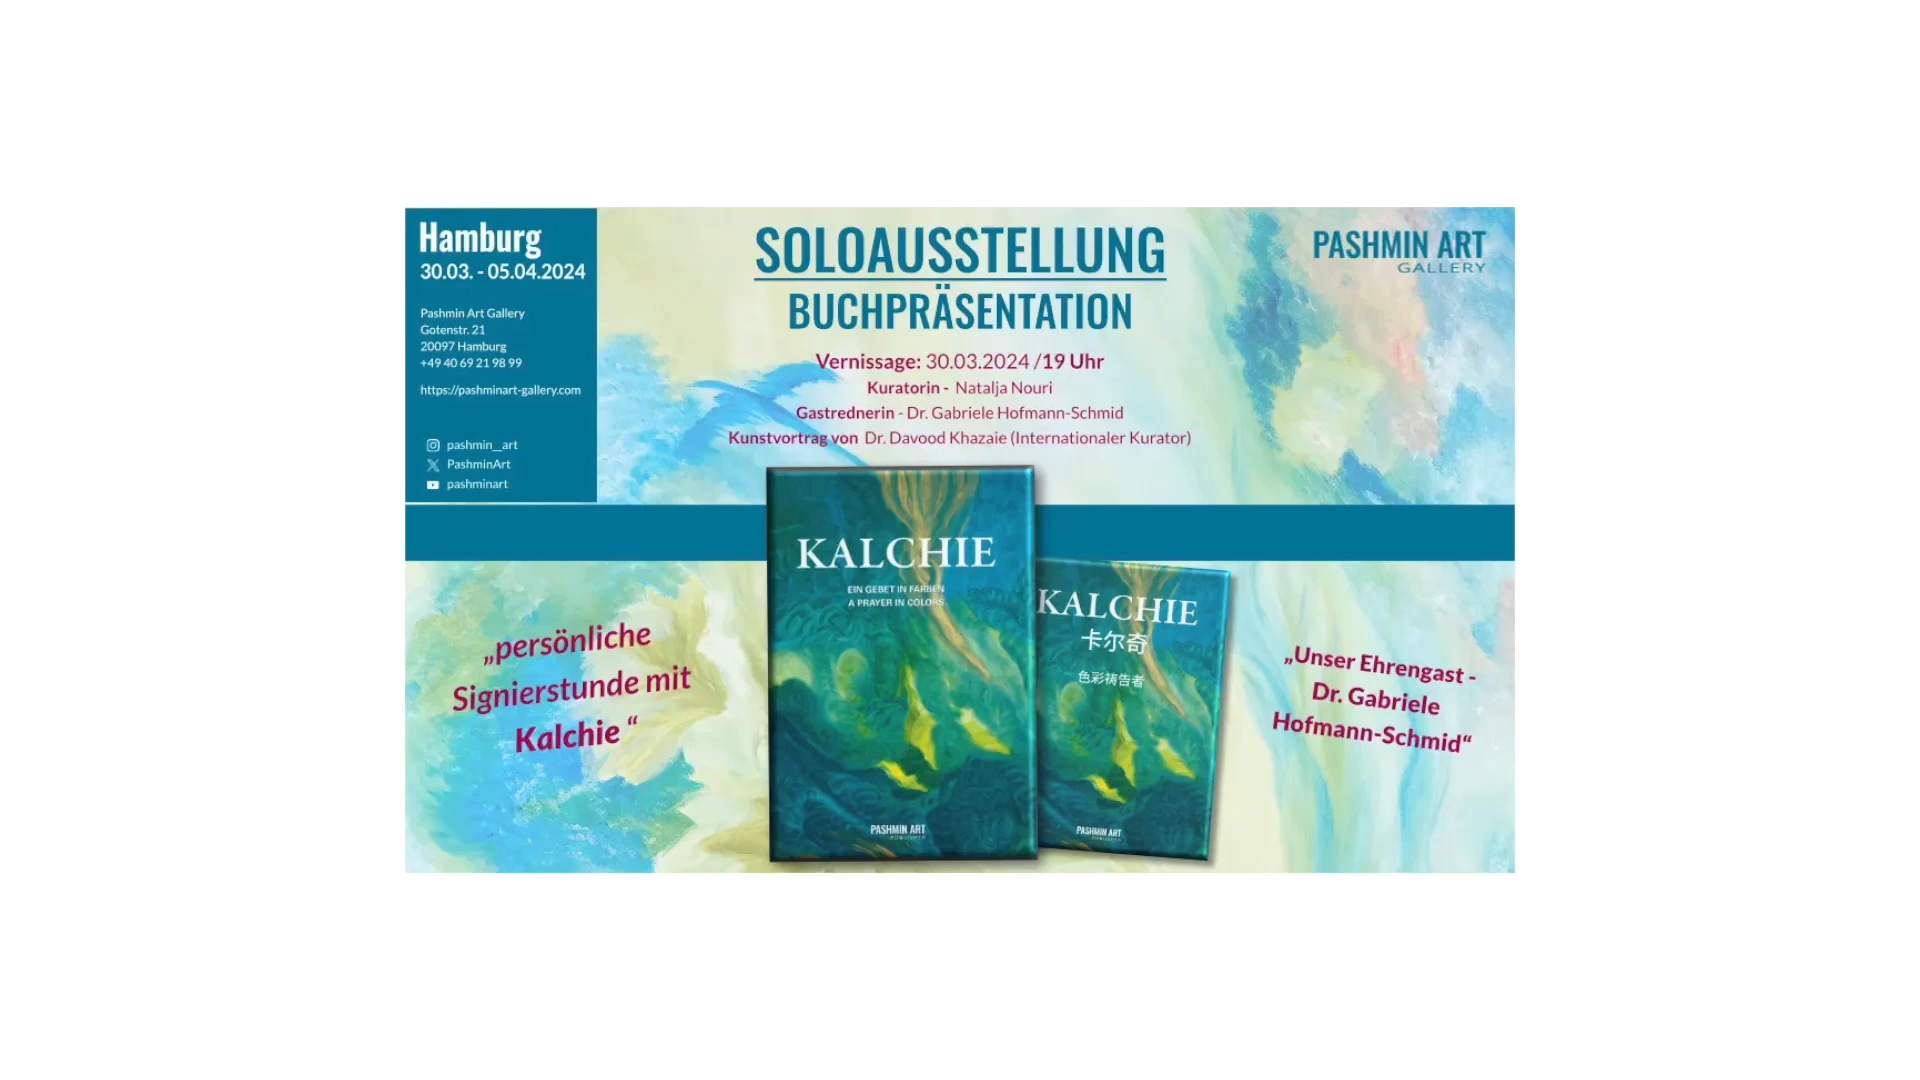 Hamburg
30.03. - 05.04.2024
Pashmin Art Gallery
Gotenstr. 21
20097 Hamburg
+49 40 69 21 98 99
https://pashminart-gallery.com
pashmin__art
PashminArt
pashminart
SOLOAUSSTELLUNG
BUCHPRÄSENTATION
Vernissage: 30.03.2024 /19 Uhr
Kuratorin - Natalja Nouri
Gastrednerin - Dr. Gabriele Hofmann-Schmid
Kunstvortrag von Dr. Davood Khazaie (Internationaler Kurator)
PASHMIN ART
GALLERY
„persönliche
Signierstunde mit
Kalchie “
KALCHIE
EIN GEBET IN FARBEN
A PRAYER IN COLORS
PASHMIN ART
KALCHIE
卡尔奇
色彩祷告者
PASHMIN ART
„Unser Ehrengast -
Dr. Gabriele
Hofmann-Schmid“